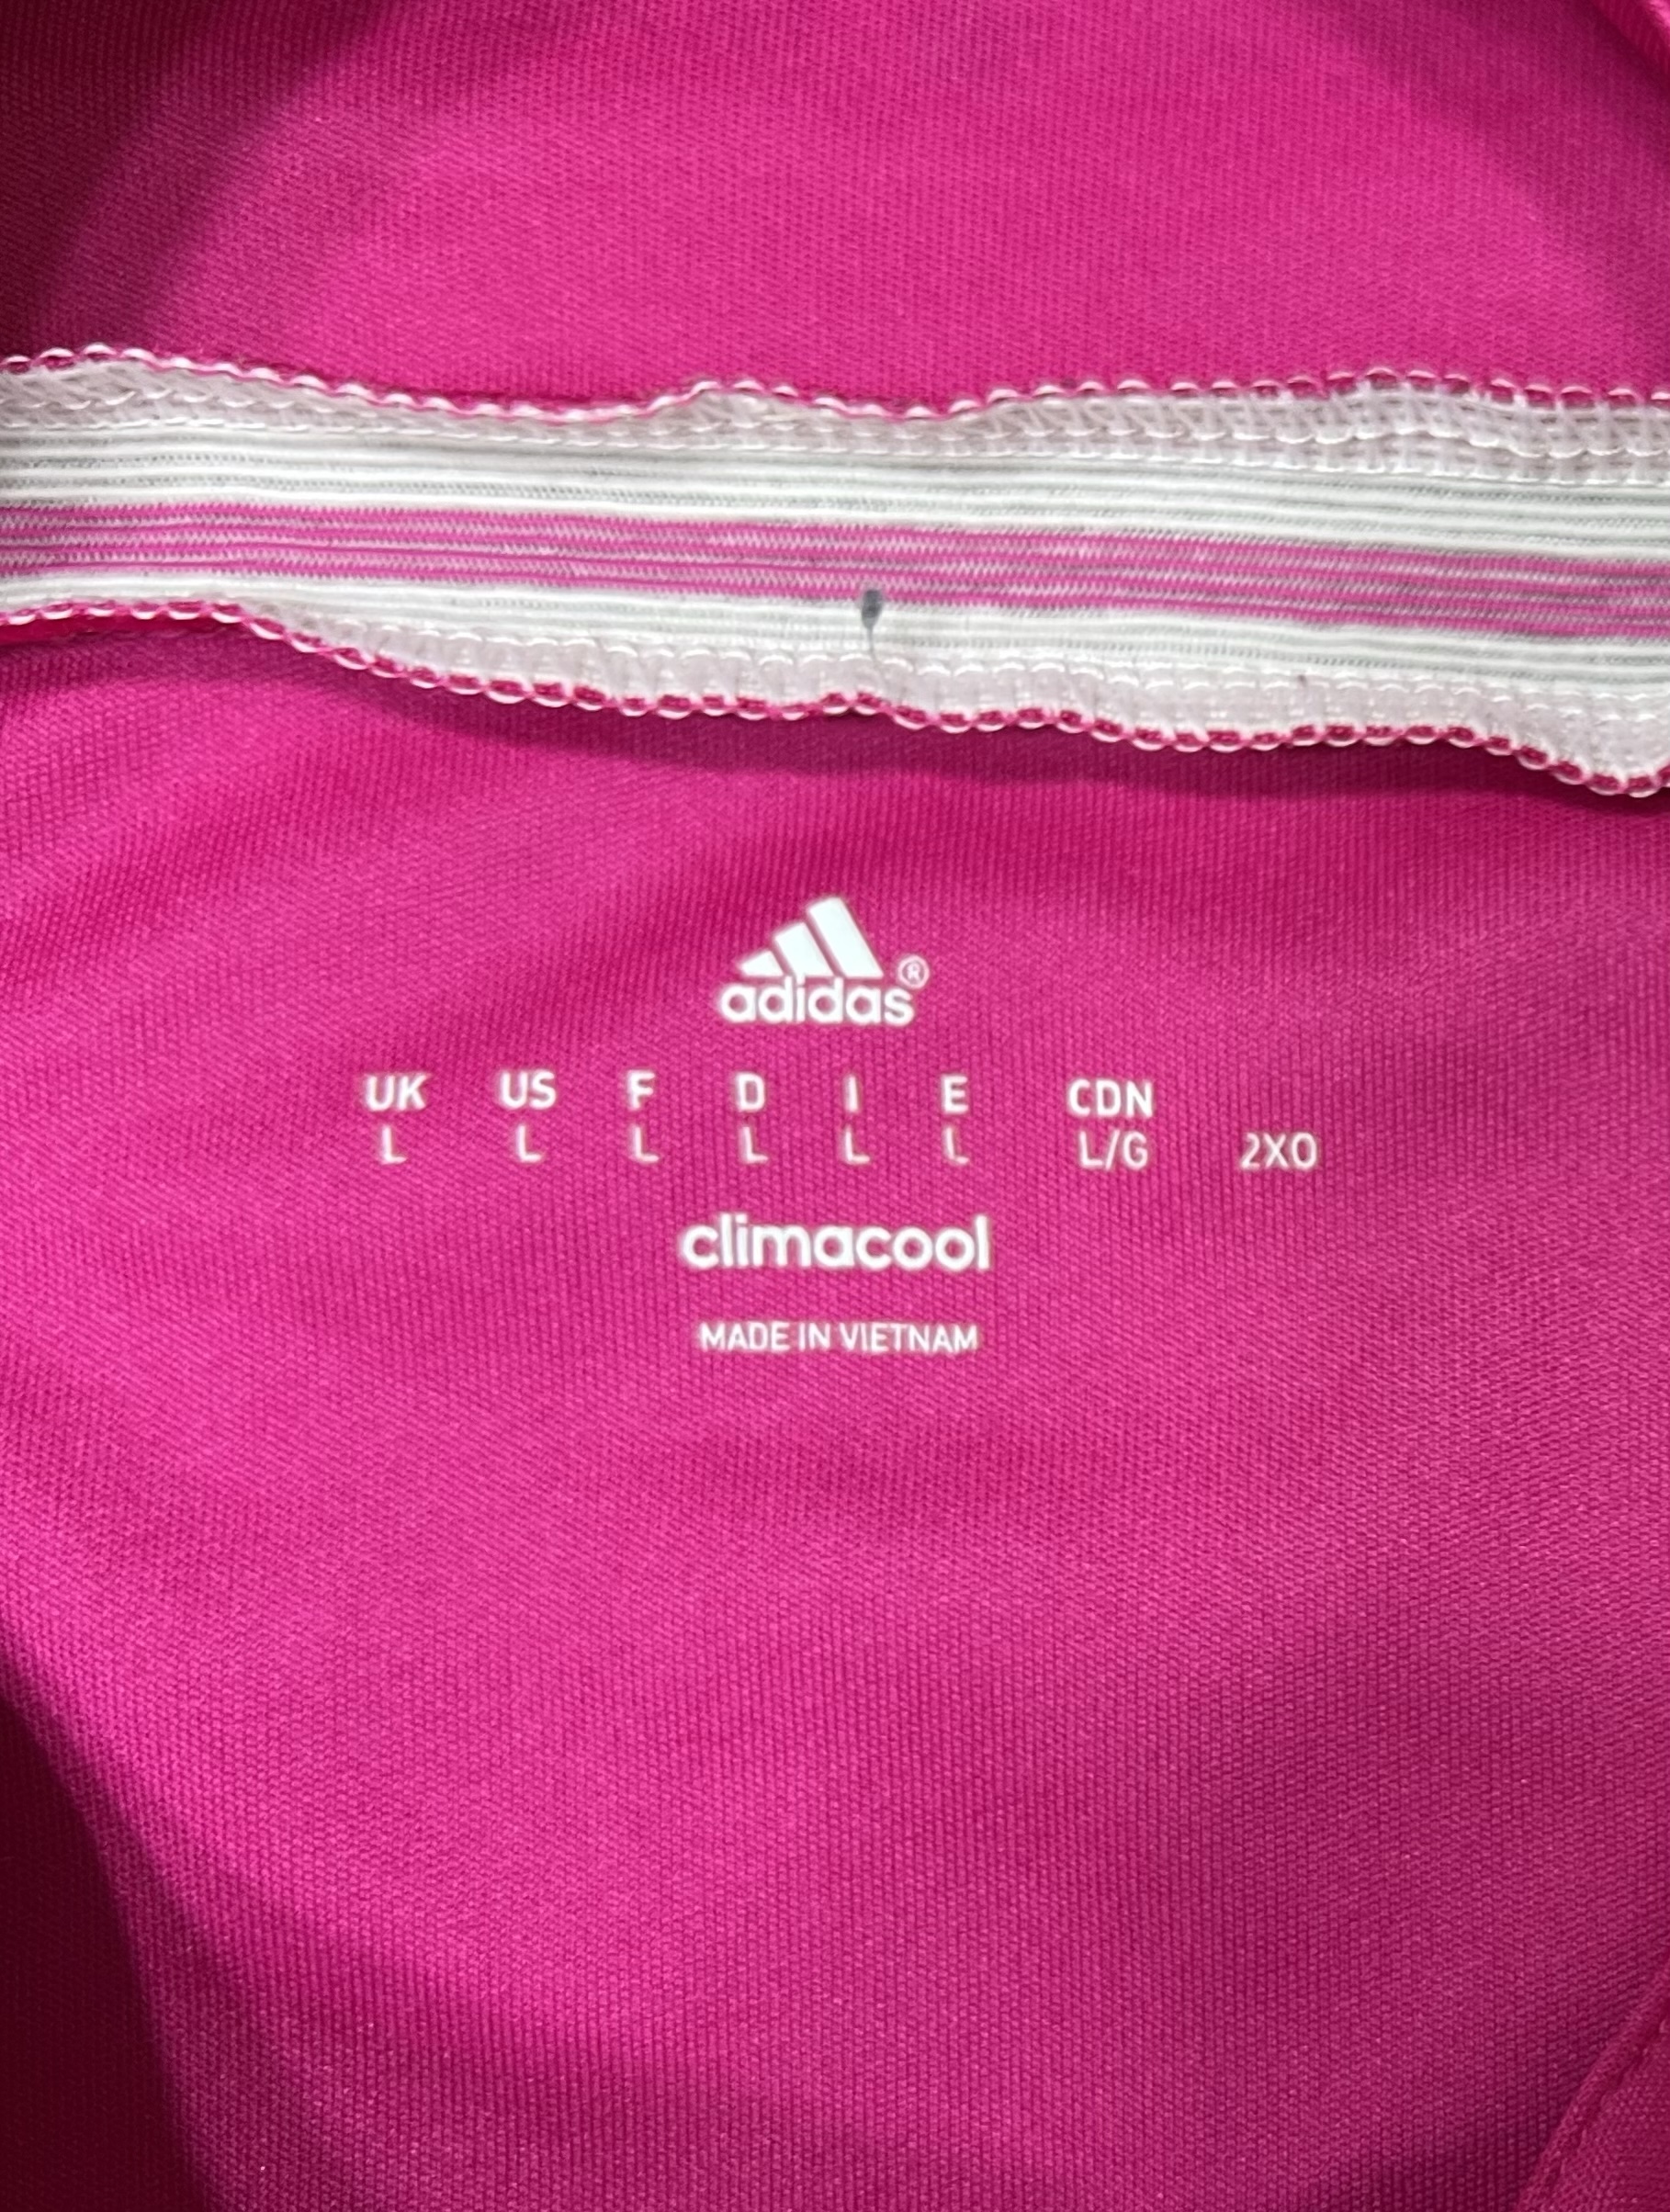 adidas®
UK US F D I E CDN
L L L L L L L/G 2XO
climacool
MADE IN VIETNAM